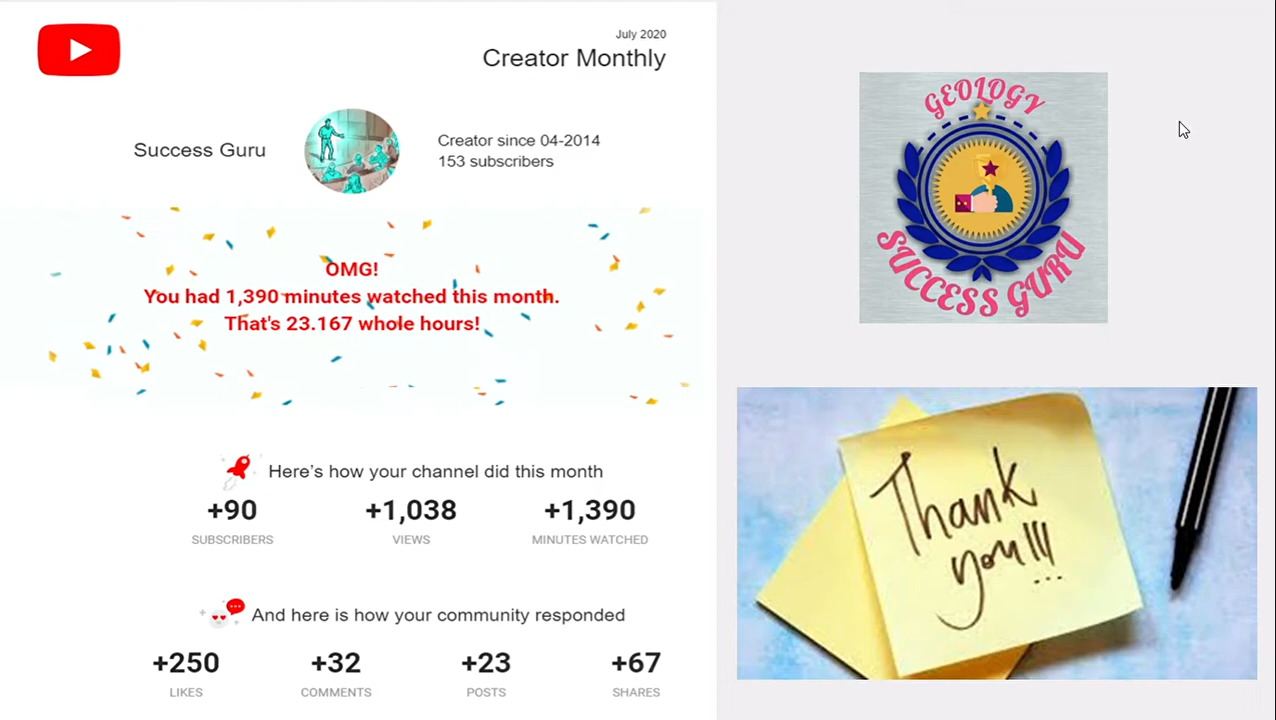 July 2020
Creator Monthly
Success Guru
Creator since 04-2014
153 subscribers
OMG!
You had 1,390 minutes watched this month.
That's 23.167 whole hours!
Here's how your channel did this month
+90
+1,038
+1,390
SUBSCRIBERS
VIEWS
MINUTES WATCHED
And here is how your community responded
+250
+32
+23
+67
LIKES
COMMENTS
POSTS
SHARES
GEOLOGY
SUCCESS GURU
Thank
you!!!
...